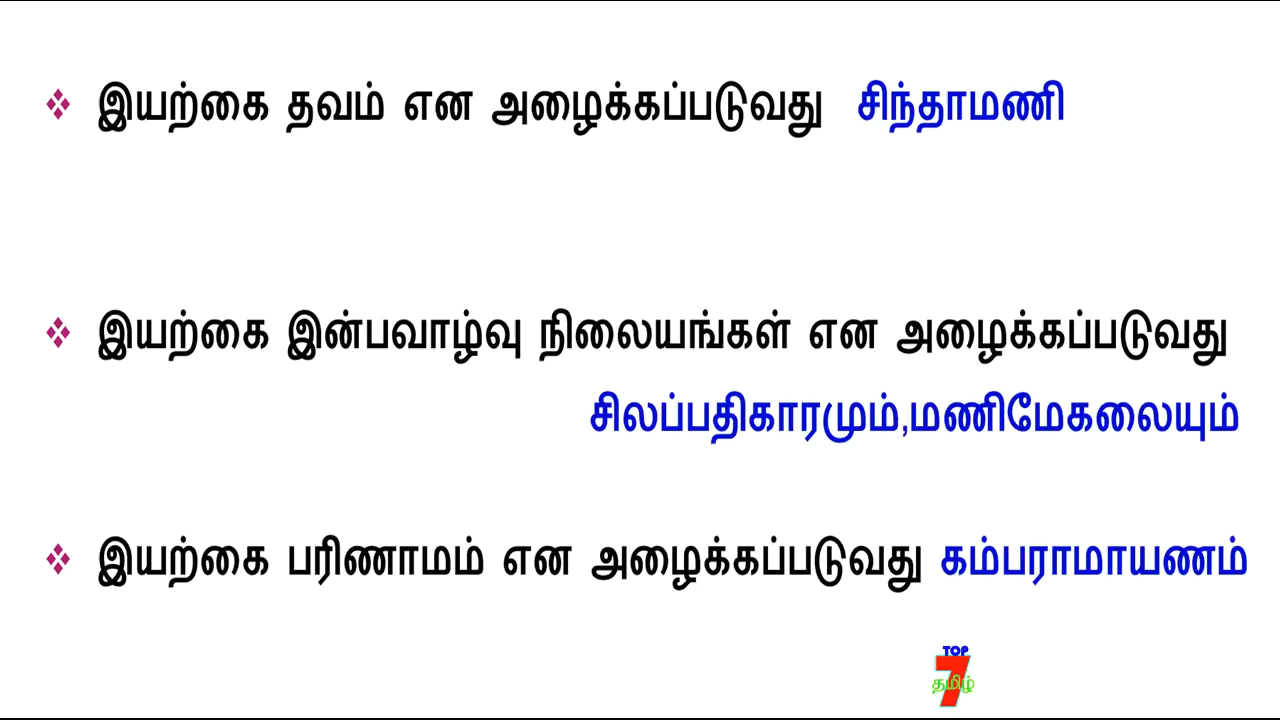 ❖ இயற்கை தவம் என அழைக்கப்படுவது சிந்தாமணி
❖ இயற்கை இன்பவாழ்வு நிலையங்கள் என அழைக்கப்படுவது
சிலப்பதிகாரமும்,மணிமேகலையும்
❖ இயற்கை பரிணாமம் என அழைக்கப்படுவது கம்பராமாயணம்
TOP
7
தமிழ்